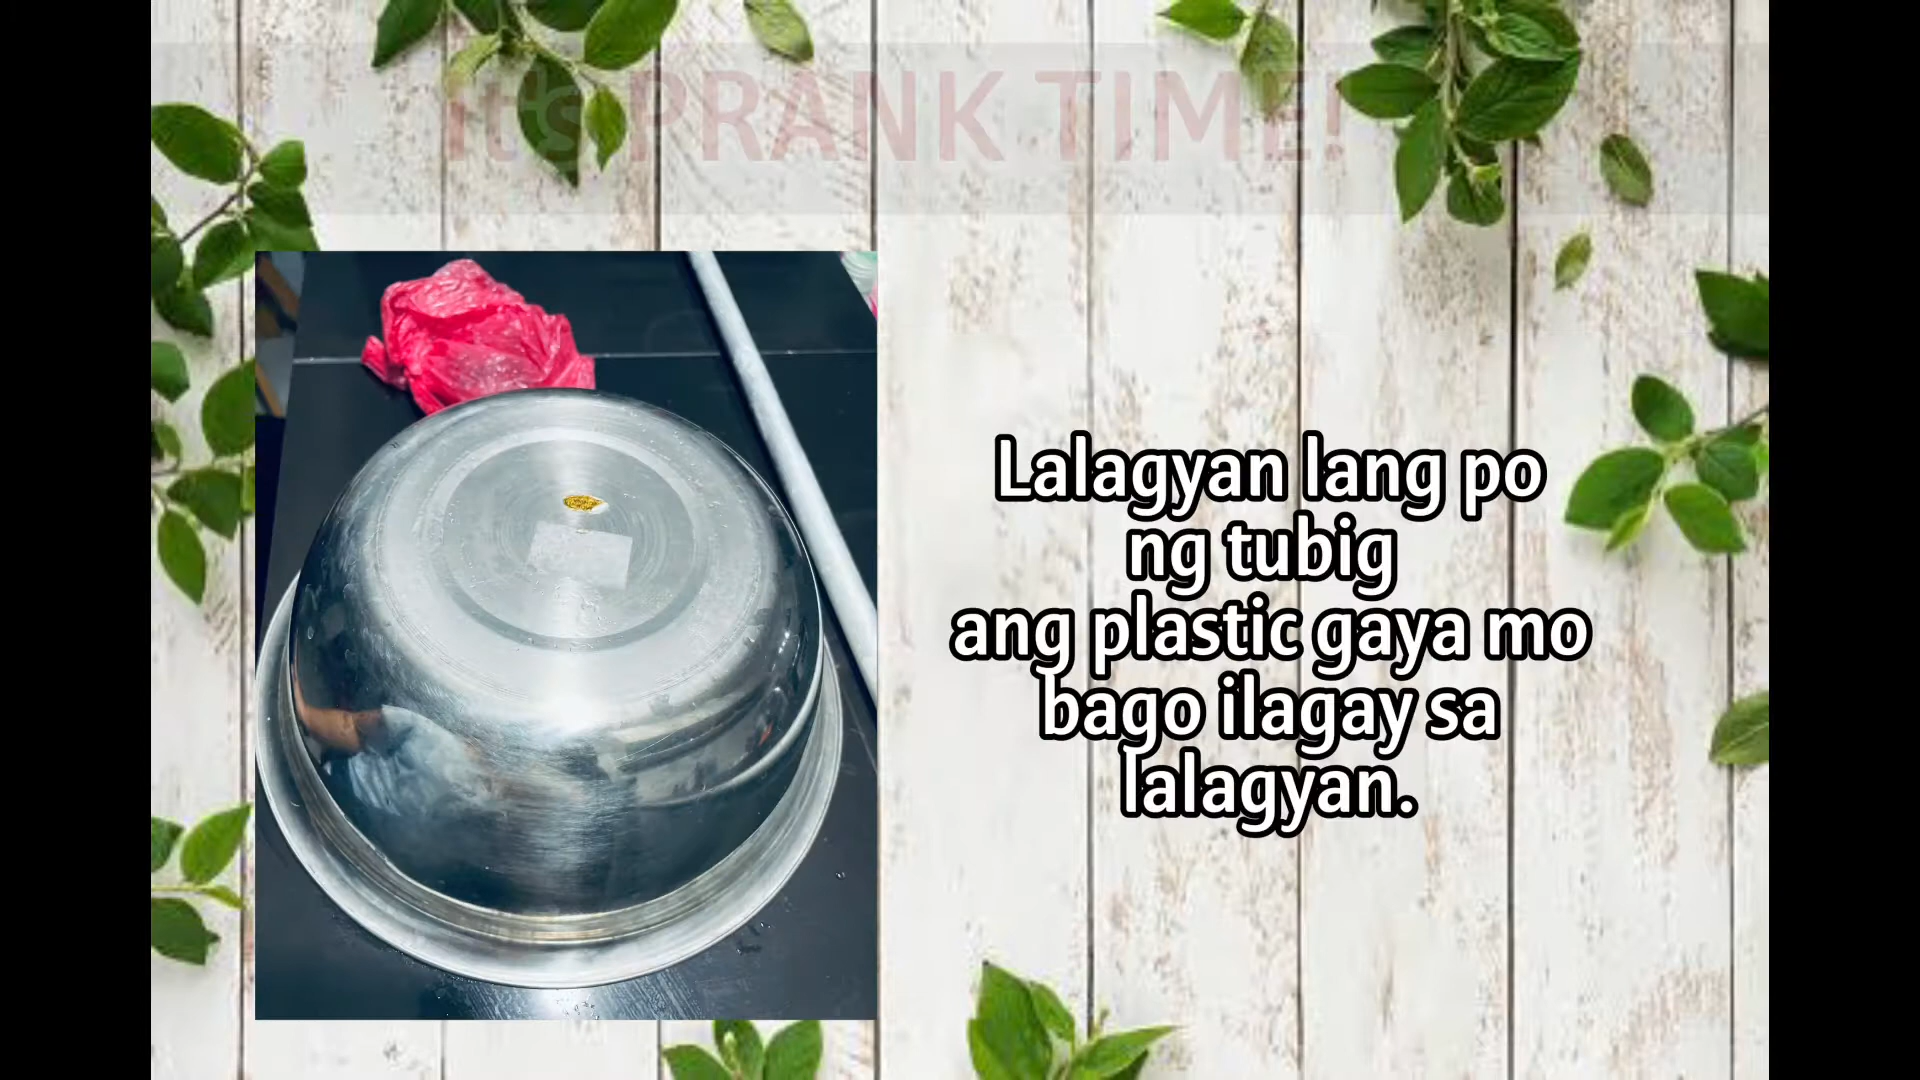 It's PRANK TIME!
Lalagyan lang po
ng tubig
ang plastic gaya mo
bago ilagay sa
lalagyan.